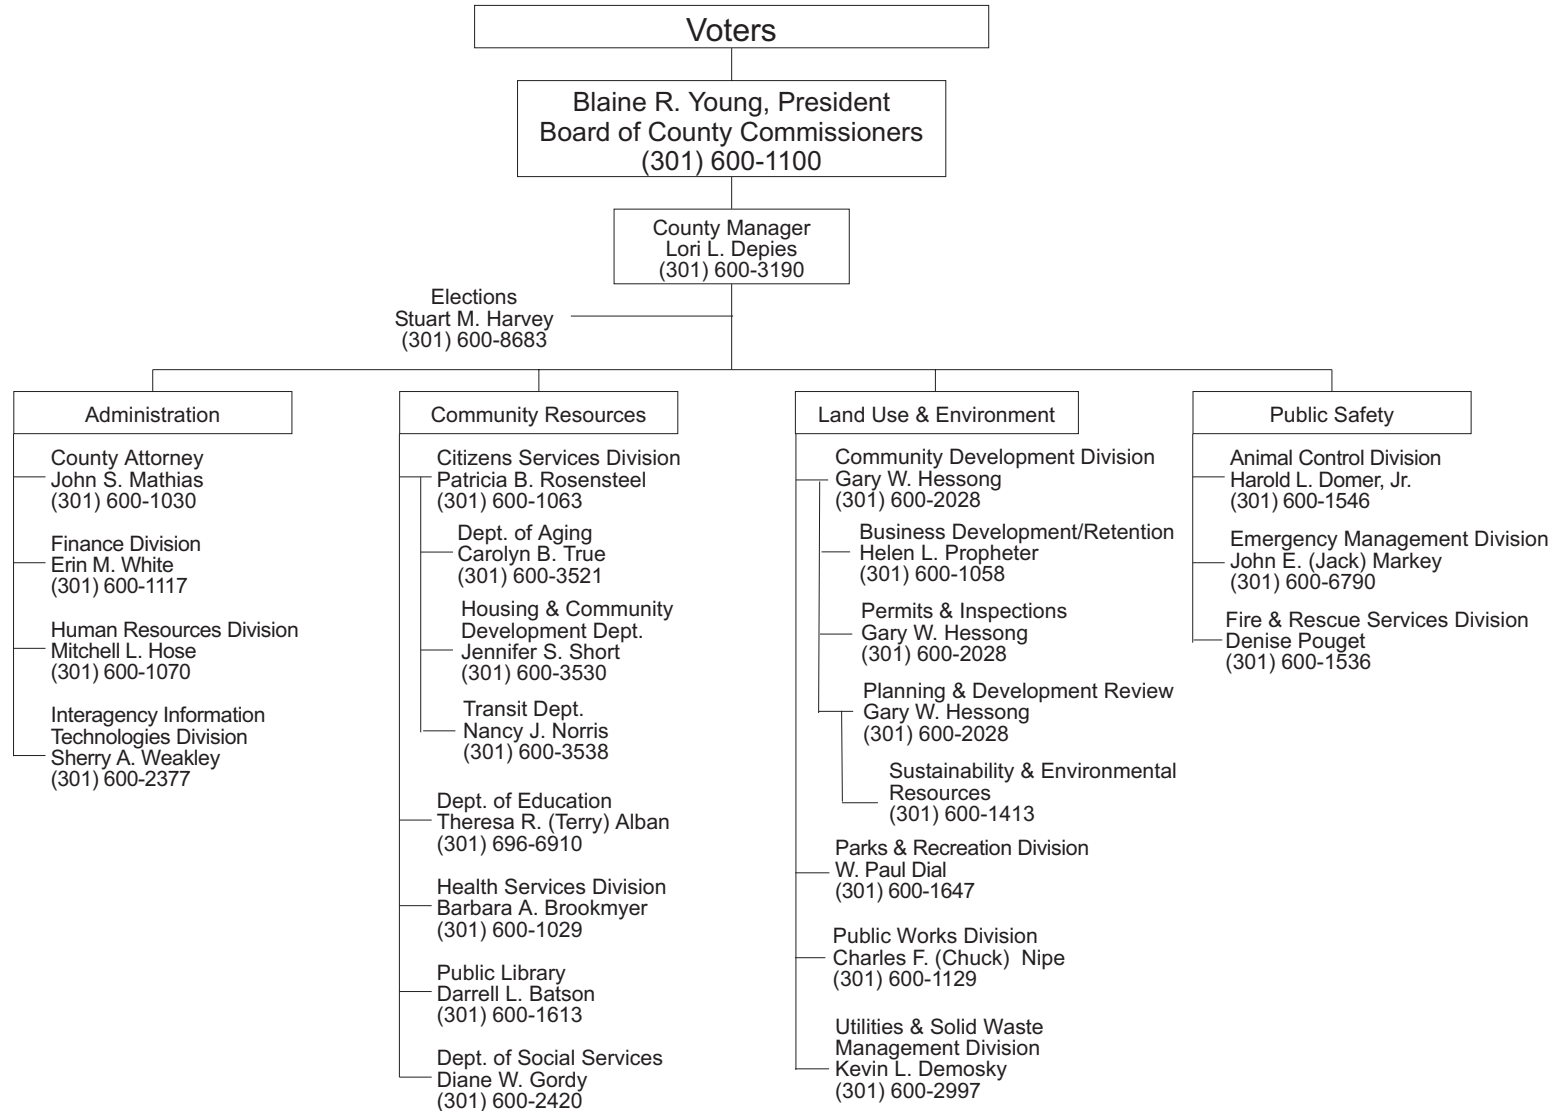 Voters
Blaine R. Young, President
Board of County Commissioners
(301) 600-1100
County Manager
Lori L. Depies
(301) 600-3190
Elections
Stuart M. Harvey
(301) 600-8683
Administration
County Attorney
John S. Mathias
(301) 600-1030
Finance Division
Erin M. White
(301) 600-1117
Human Resources Division
Mitchell L. Hose
(301) 600-1070
Interagency Information
Technologies Division
Sherry A. Weakley
(301) 600-2377
Community Resources
Citizens Services Division
Patricia B. Rosensteel
(301) 600-1063
Dept. of Aging
Carolyn B. True
(301) 600-3521
Housing & Community
Development Dept.
Jennifer S. Short
(301) 600-3530
Transit Dept.
Nancy J. Norris
(301) 600-3538
Dept. of Education
Theresa R. (Terry) Alban
(301) 696-6910
Health Services Division
Barbara A. Brookmyer
(301) 600-1029
Public Library
Darrell L. Batson
(301) 600-1613
Dept. of Social Services
Diane W. Gordy
(301) 600-2420
Land Use & Environment
Community Development Division
Gary W. Hessong
(301) 600-2028
Business Development/Retention
Helen L. Propheter
(301) 600-1058
Permits & Inspections
Gary W. Hessong
(301) 600-2028
Planning & Development Review
Gary W. Hessong
(301) 600-2028
Sustainability & Environmental
Resources
(301) 600-1413
Parks & Recreation Division
W. Paul Dial
(301) 600-1647
Public Works Division
Charles F. (Chuck) Nipe
(301) 600-1129
Utilities & Solid Waste
Management Division
Kevin L. Demosky
(301) 600-2997
Public Safety
Animal Control Division
Harold L. Domer, Jr.
(301) 600-1546
Emergency Management Division
John E. (Jack) Markey
(301) 600-6790
Fire & Rescue Services Division
Denise Pouget
(301) 600-1536